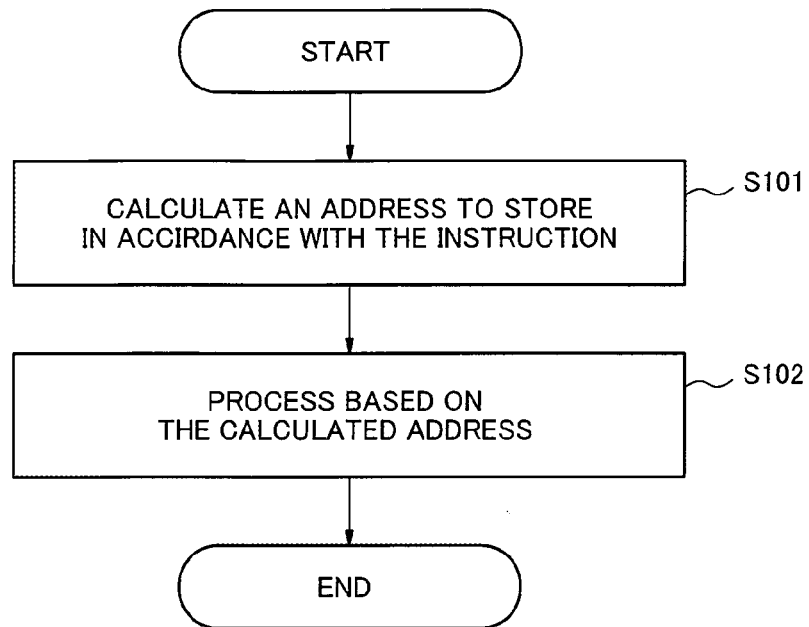 START
CALCULATE AN ADDRESS TO STORE
IN ACCIRDANCE WITH THE INSTRUCTION
S101
PROCESS BASED ON
THE CALCULATED ADDRESS
S102
END